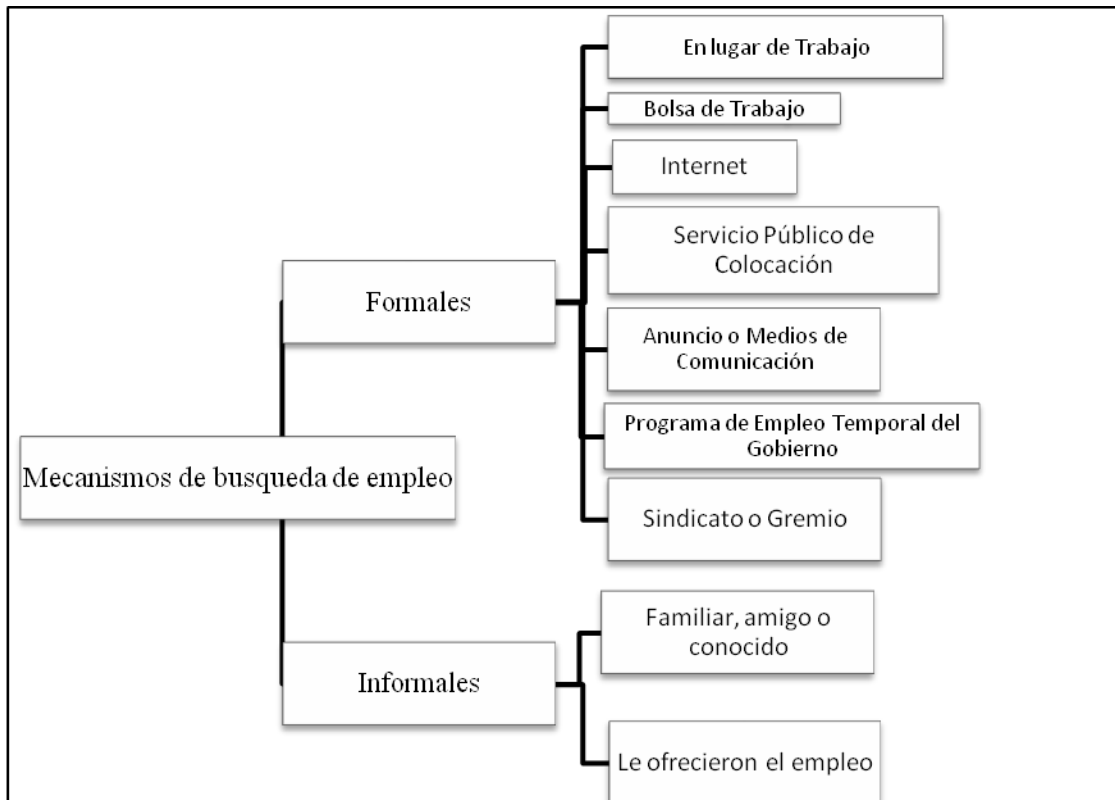 Mecanismos de busqueda de empleo
Formales
En lugar de Trabajo
Bolsa de Trabajo
Internet
Servicio Público de
Colocación
Anuncio o Medios de
Comunicación
Programa de Empleo Temporal del
Gobierno
Sindicato o Gremio
Informales
Familiar, amigo o
conocido
Le ofrecieron el empleo